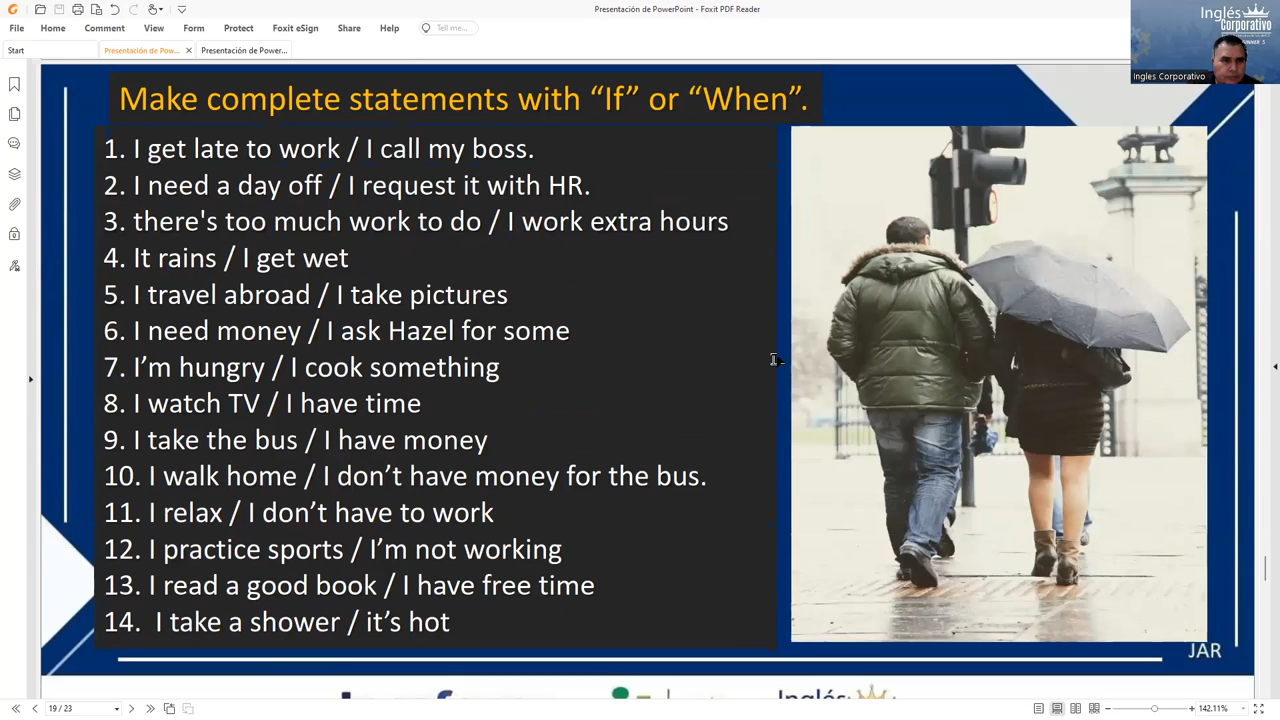 Presentación de PowerPoint - Foxit PDF Reader
File Home Comment View Form Protect Foxit eSign Share Help Tell me...
Start Presentación de Pow... Presentación de Power...
Inglés
Corporativo
Ingles Corporativo
Make complete statements with “If” or “When”.
1. I get late to work / I call my boss.
2. I need a day off / I request it with HR.
3. there's too much work to do / I work extra hours
4. It rains / I get wet
5. I travel abroad / I take pictures
6. I need money / I ask Hazel for some
7. I’m hungry / I cook something
8. I watch TV / I have time
9. I take the bus / I have money
10. I walk home / I don’t have money for the bus.
11. I relax / I don’t have to work
12. I practice sports / I’m not working
13. I read a good book / I have free time
14. I take a shower / it’s hot
JAR
Inglés
19 / 23
142.11%